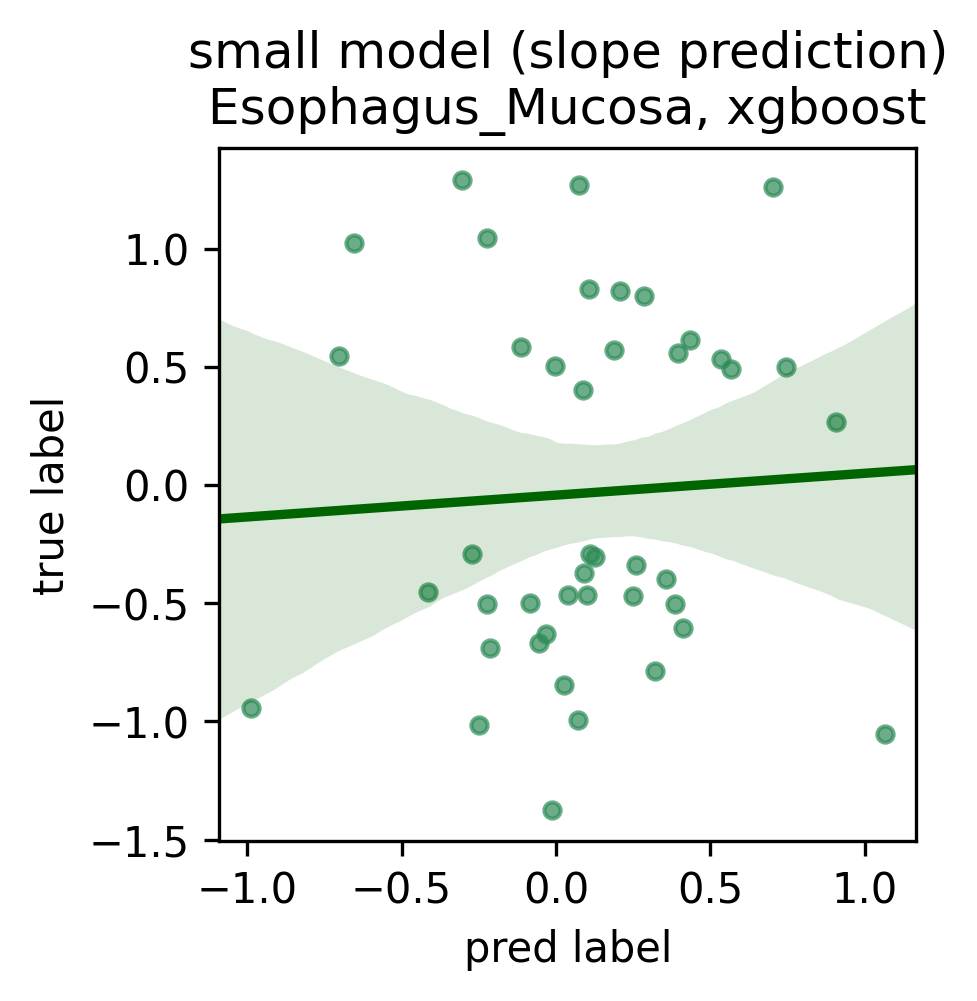 small model (slope prediction)
Esophagus_Mucosa, xgboost
1.0
0.5
0.0
−0.5
−1.0
−1.5
true label
−1.0 −0.5 0.0 0.5 1.0
pred label